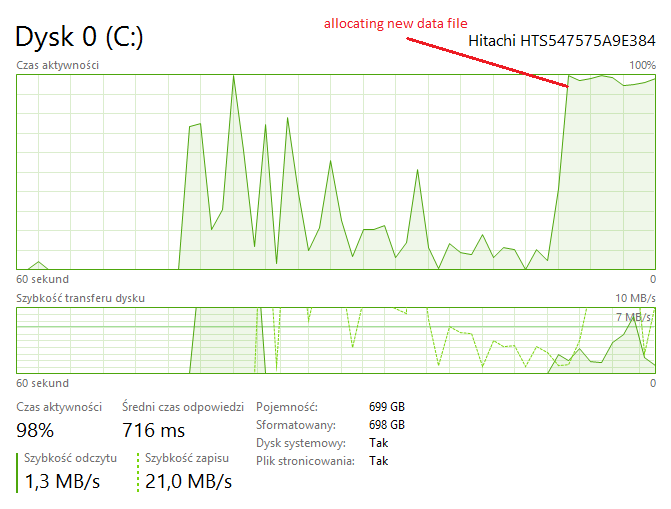 allocating new data file
Dysk 0 (C:)
Hitachi HTS547575A9E384
Czas aktywności
100%
60 sekund
0
Szybkość transferu dysku
10 MB/s
7 MB/s
60 sekund
0
Czas aktywności
98%
Średni czas odpowiedzi
716 ms
Szybkość odczytu
1,3 MB/s
Szybkość zapisu
21,0 MB/s
Pojemność: 699 GB
Sformatowany: 698 GB
Dysk systemowy: Tak
Plik stronicowania: Tak